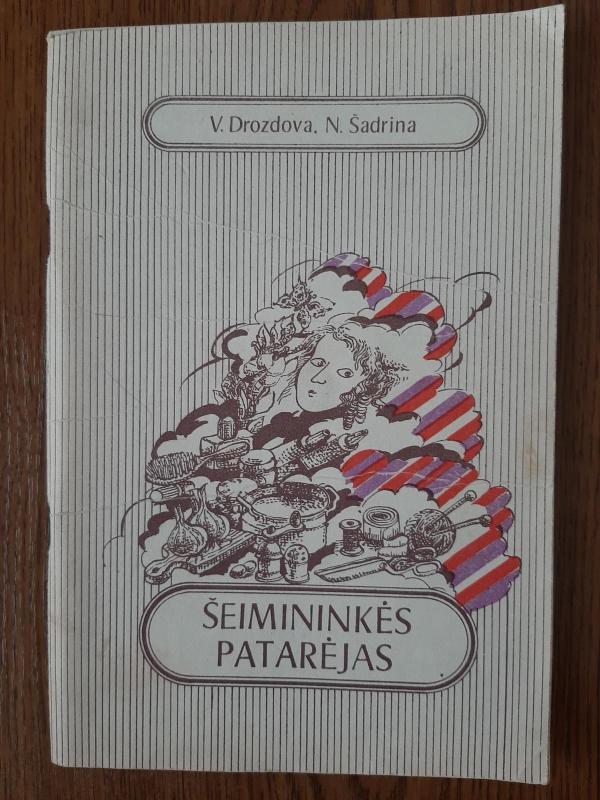 V. Drozdova, N. Šadrina
ŠEIMININKĖS
PATARĖJAS